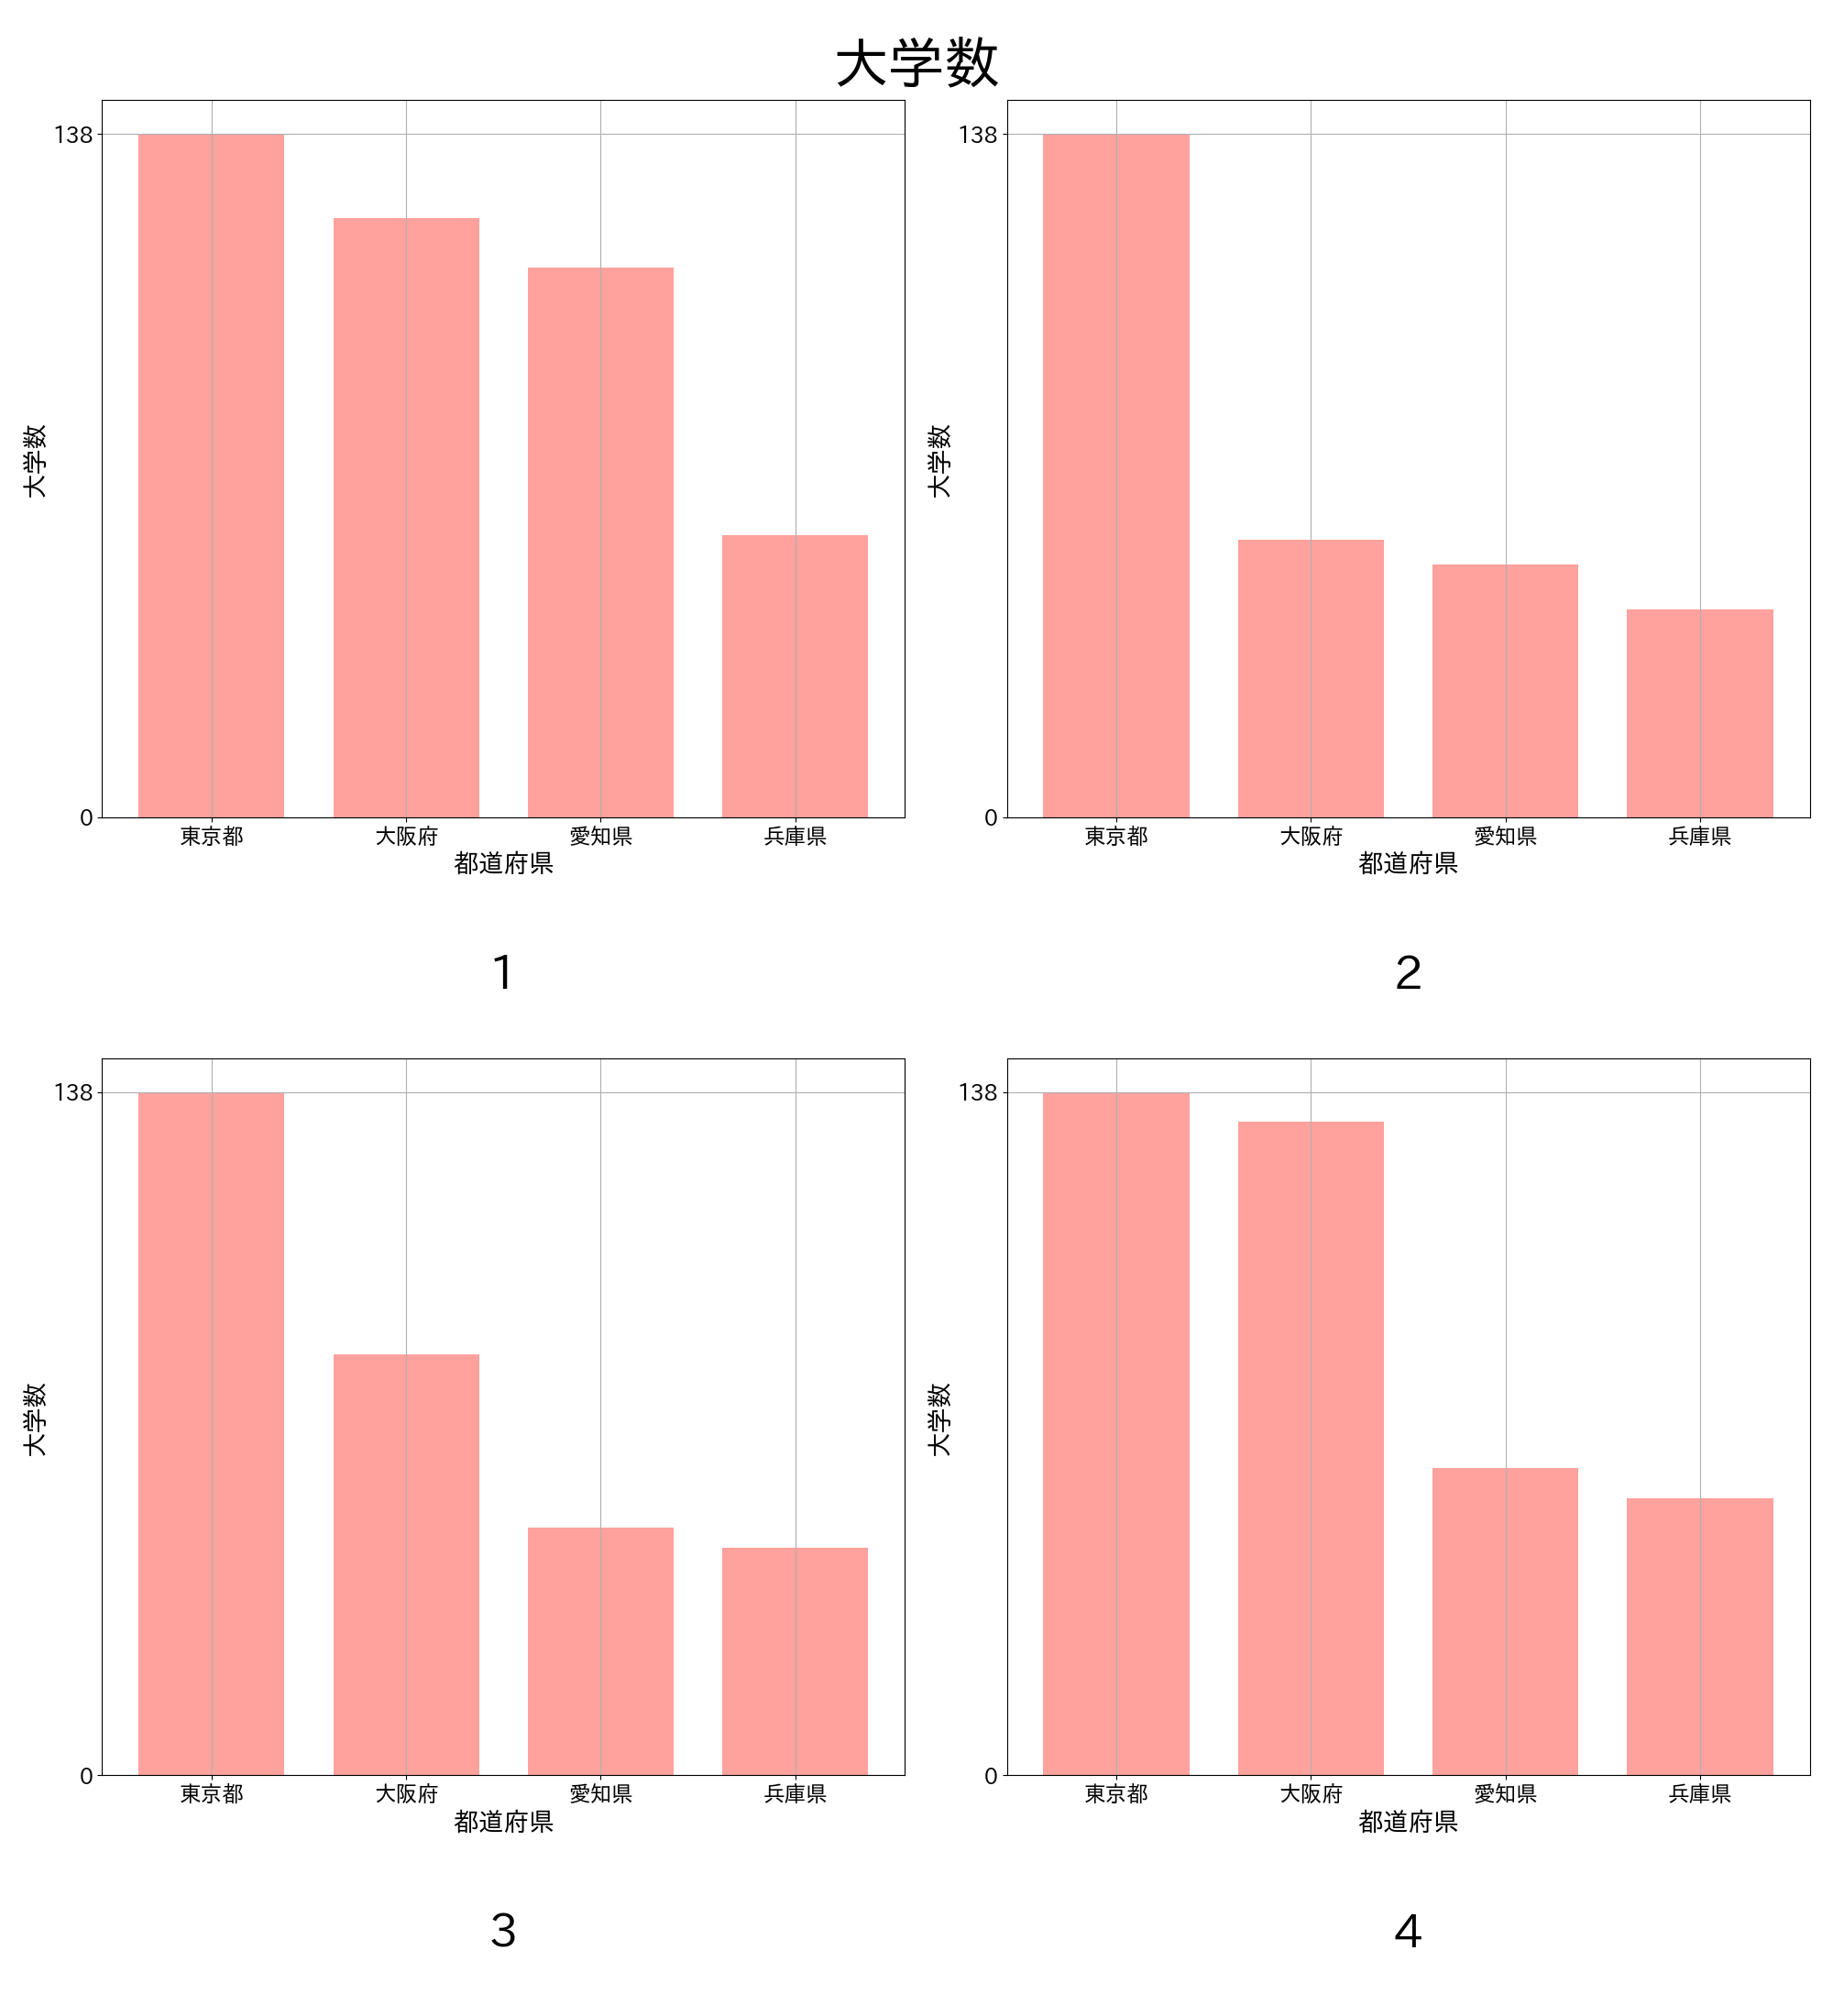 大学数
138
0
大学数
東京都 大阪府 愛知県 兵庫県
都道府県
1
138
0
大学数
東京都 大阪府 愛知県 兵庫県
都道府県
2
138
0
大学数
東京都 大阪府 愛知県 兵庫県
都道府県
3
138
0
大学数
東京都 大阪府 愛知県 兵庫県
都道府県
4